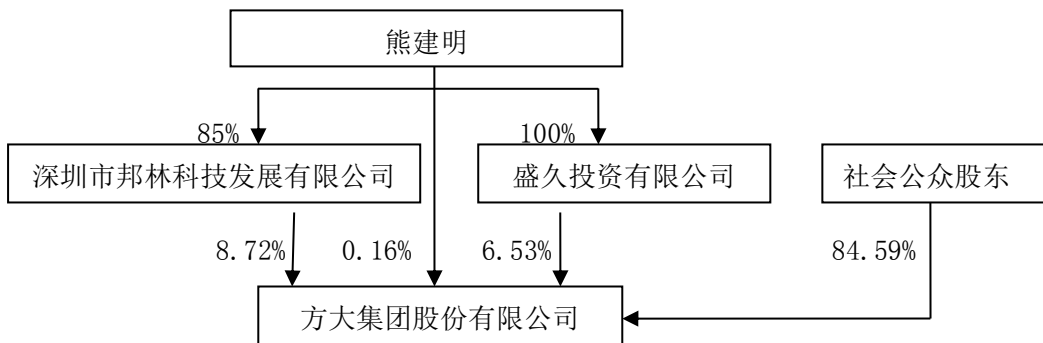 熊建明
85% 100%
深圳市邦林科技发展有限公司 盛久投资有限公司 社会公众股东
8.72% 0.16% 6.53% 84.59%
方大集团股份有限公司